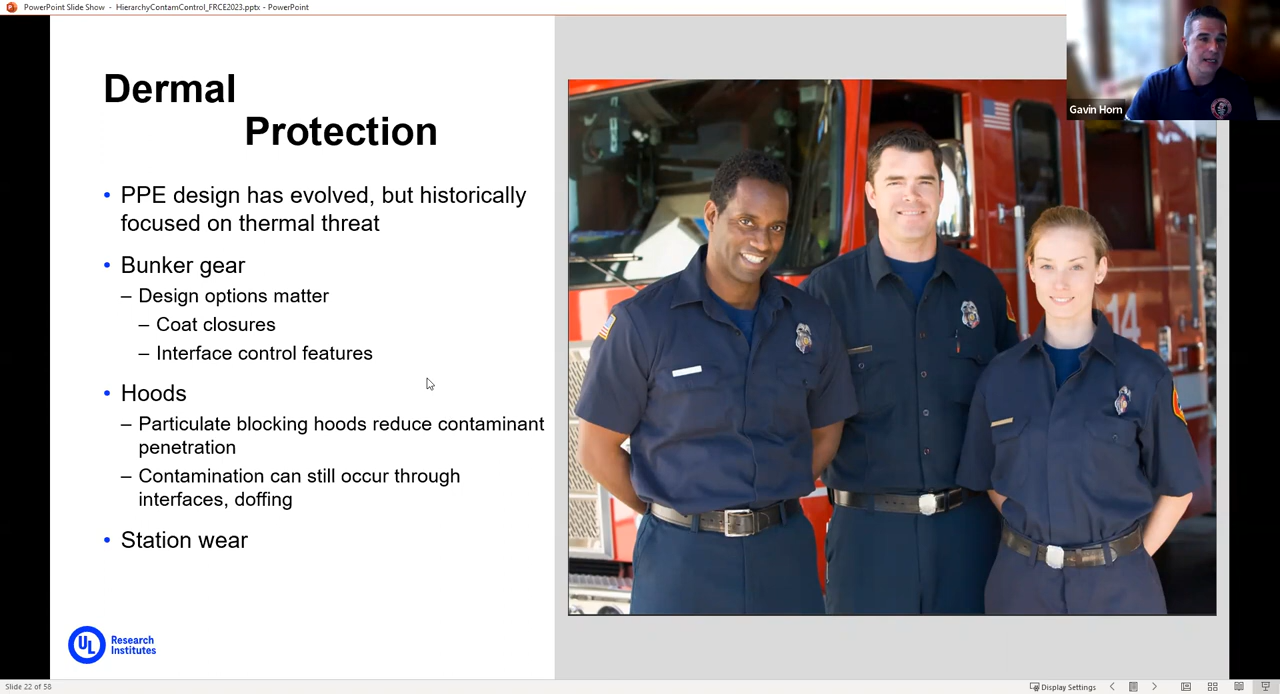 PowerPoint Slide Show - HierarchyContamControl_FRCE2023.pptx - PowerPoint
Gavin Horn
Dermal
Protection
• PPE design has evolved, but historically
focused on thermal threat
• Bunker gear
– Design options matter
– Coat closures
– Interface control features
• Hoods
– Particulate blocking hoods reduce contaminant
penetration
– Contamination can still occur through
interfaces, doffing
• Station wear
14
UL
Research
Institutes
Slide 22 of 58
Display Settings